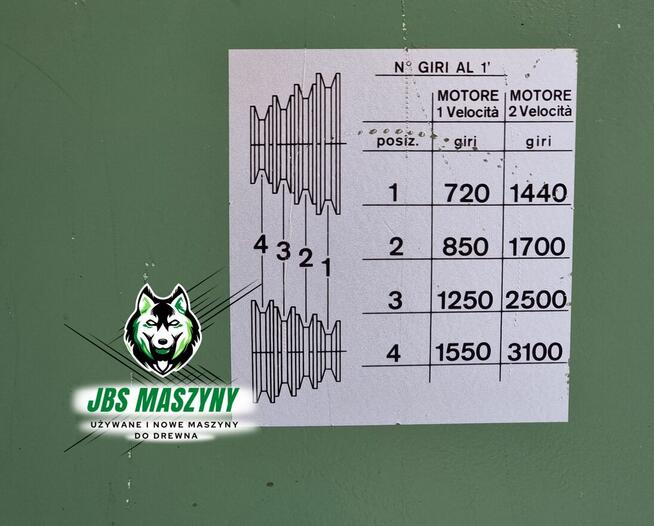 N° GIRI AL 1'
MOTORE 1 Velocità MOTORE 2 Velocità
posiz. giri giri
1 720 1440
2 850 1700
3 1250 2500
4 1550 3100
4 3 2 1
JBS MASZYNY
UŻYWANE I NOWE MASZYNY
DO DREWNA